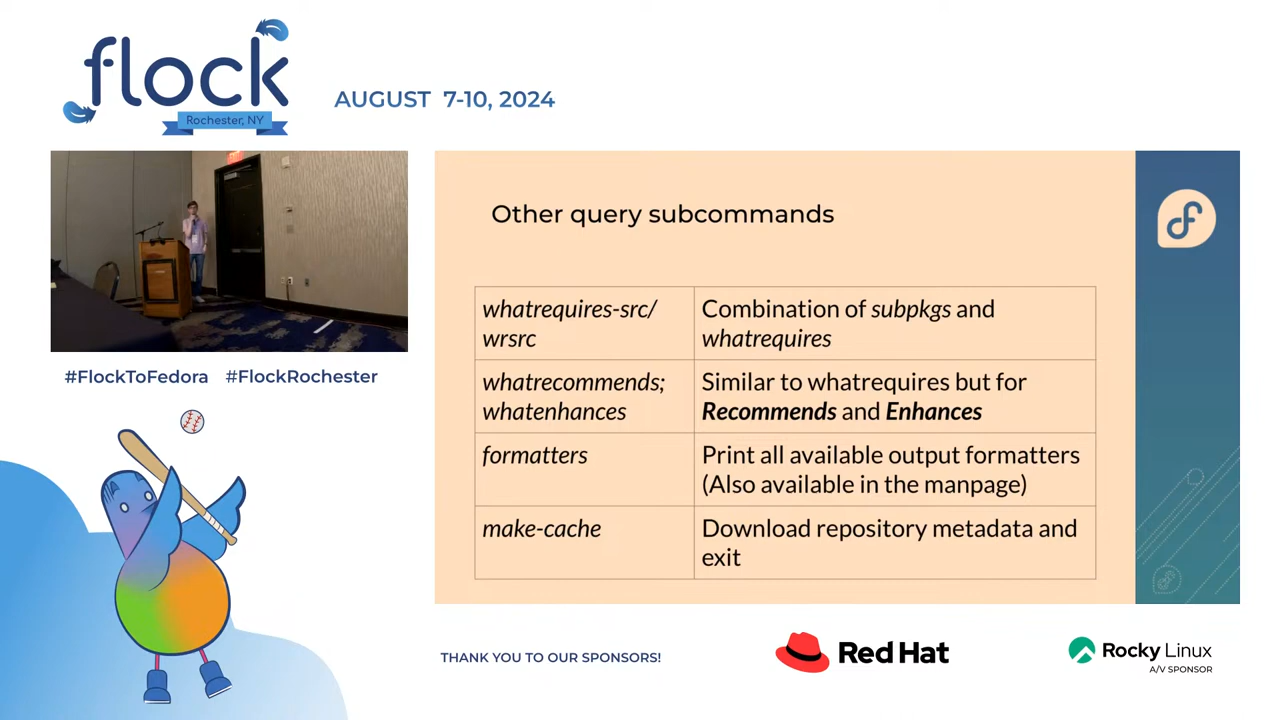 flock
Rochester, NY
AUGUST 7-10, 2024
#FlockToFedora #FlockRochester
Other query subcommands
whatrequires-src/
wrsrc
Combination of subpkgs and
whatrequires
whatrecommends;
whatenhances
Similar to whatrequires but for
Recommends and Enhances
formatters
Print all available output formatters
(Also available in the manpage)
make-cache
Download repository metadata and
exit
THANK YOU TO OUR SPONSORS!
Red Hat
Rocky Linux
A/V SPONSOR